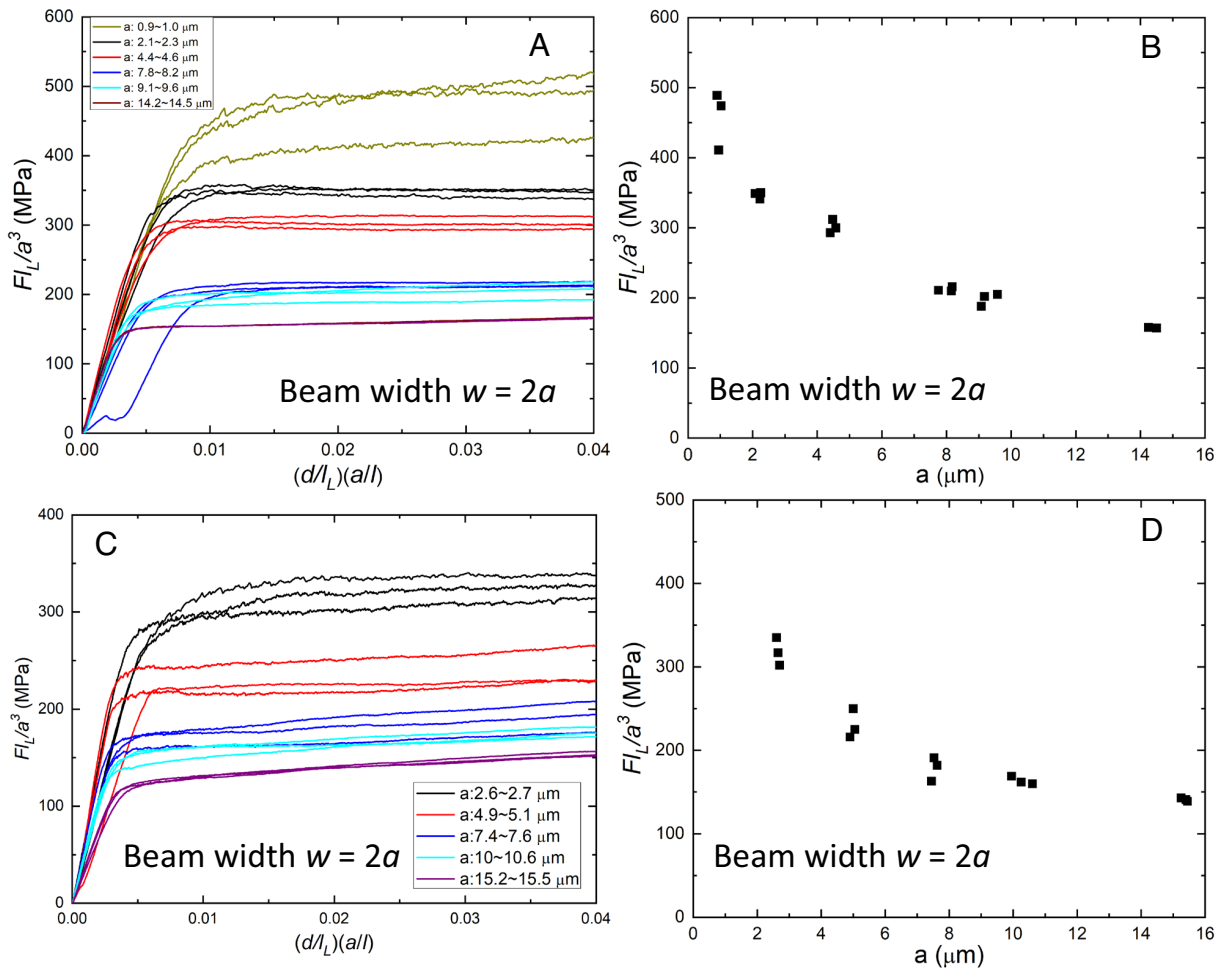 A
a: 0.9~1.0 μm
a: 2.1~2.3 μm
a: 4.4~4.6 μm
a: 7.8~8.2 μm
a: 9.1~9.6 μm
a: 14.2~14.5 μm
600
500
400
300
200
100
0
FI_L/a³ (MPa)
Beam width w = 2a
0.00 0.01 0.02 0.03 0.04
(d/l_L)(a/l)
B
600
500
400
300
200
100
0
FI_L/a³ (MPa)
Beam width w = 2a
0 2 4 6 8 10 12 14 16
a (μm)
C
400
300
200
100
0
FI_L/a³ (MPa)
a:2.6~2.7 μm
a:4.9~5.1 μm
a:7.4~7.6 μm
a:10~10.6 μm
a:15.2~15.5 μm
Beam width w = 2a
0.00 0.01 0.02 0.03 0.04
(d/l_L)(a/l)
D
500
400
300
200
100
0
FI_L/a³ (MPa)
Beam width w = 2a
0 2 4 6 8 10 12 14 16
a (μm)